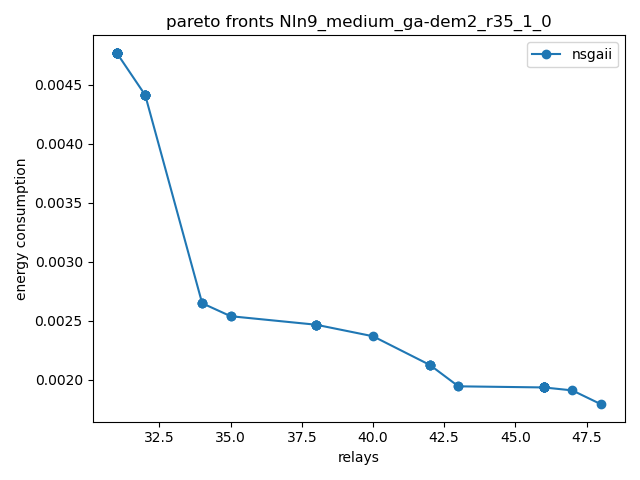 pareto fronts NIn9_medium_ga-dem2_r35_1_0
nsgaii
0.0045
0.0040
0.0035
0.0030
0.0025
0.0020
energy consumption
32.5 35.0 37.5 40.0 42.5 45.0 47.5
relays